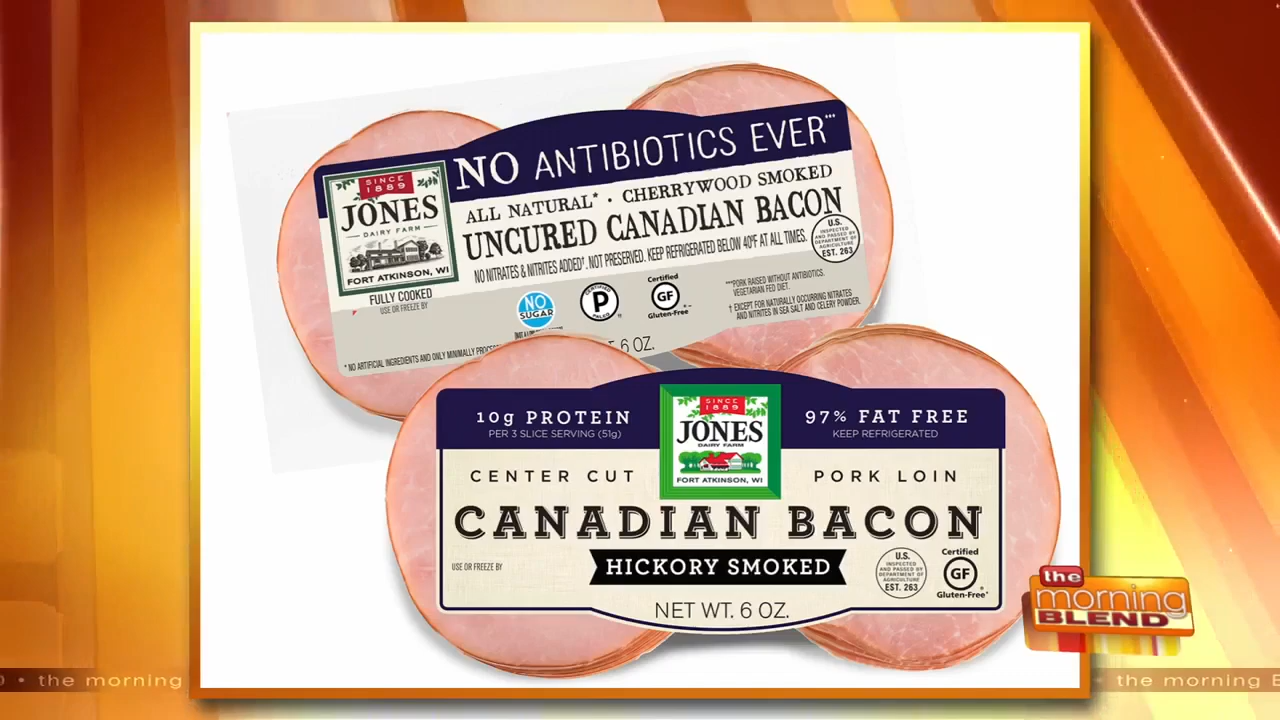 NO ANTIBIOTICS EVER***
SINCE
1889
JONES
DAIRY FARM
FORT ATKINSON, WI
ALL NATURAL* · CHERRYWOOD SMOKED
UNCURED CANADIAN BACON
NO NITRATES & NITRITES ADDED†. NOT PRESERVED. KEEP REFRIGERATED BELOW 40°F AT ALL TIMES.
U.S.
INSPECTED
AND PASSED BY
DEPARTMENT OF
AGRICULTURE
EST. 263
FULLY COOKED
USE OR FREEZE BY
NO
SUGAR
CERTIFIED
P
PALEO
Certified
GF
Gluten-Free
***PORK RAISED WITHOUT ANTIBIOTICS.
VEGETARIAN FED DIET.
† EXCEPT FOR NATURALLY OCCURRING NITRATES
AND NITRITES IN SEA SALT AND CELERY POWDER.
* NO ARTIFICIAL INGREDIENTS AND ONLY MINIMALLY
6 OZ.
10g PROTEIN
PER 3 SLICE SERVING (51g)
SINCE
1889
JONES
DAIRY FARM
FORT ATKINSON, WI
97% FAT FREE
KEEP REFRIGERATED
CENTER CUT
PORK LOIN
CANADIAN BACON
HICKORY SMOKED
USE OR FREEZE BY
U.S.
INSPECTED
AND PASSED BY
DEPARTMENT OF
AGRICULTURE
EST. 263
Certified
GF
Gluten-Free
NET WT. 6 OZ.
the
morning
BLEND
• the morning
the morning